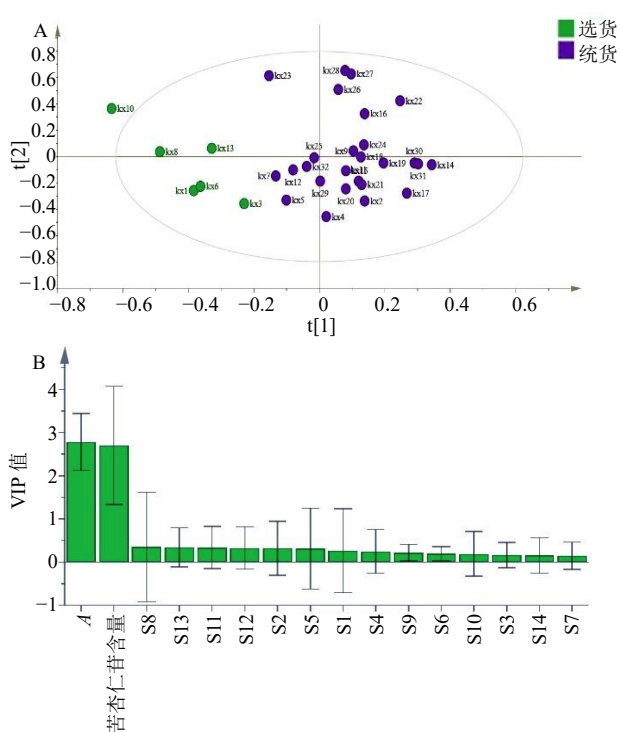 A
选货
统货
0.8
0.6
0.4
0.2
0
−0.2
−0.4
−0.6
−0.8
−1.0
t[2]
kx10
kx8
kx13
kx1
kx6
kx3
kx23
kx28
kx27
kx26
kx22
kx16
kx24
kx9
kx25
kx32
kx7
kx12
kx29
kx5
kx4
kx19
kx30
kx14
kx31
kx17
kx21
kx20
kx2
−0.8
−0.6
−0.4
−0.2
0
0.2
0.4
0.6
t[1]
B
4
3
2
1
0
−1
VIP 值
A
苦杏仁苷含量
S8
S13
S11
S12
S2
S5
S1
S4
S9
S6
S10
S3
S14
S7